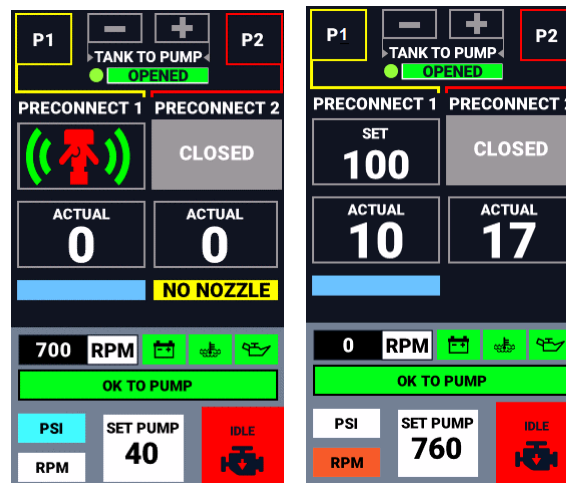 P1
P2
TANK TO PUMP
OPENED
PRECONNECT 1 PRECONNECT 2
CLOSED
ACTUAL ACTUAL
0 0
NO NOZZLE
700 RPM
OK TO PUMP
PSI
RPM
SET PUMP
40
IDLE
P1
P2
TANK TO PUMP
OPENED
PRECONNECT 1 PRECONNECT
SET
100
CLOSED
ACTUAL ACTUAL
10 17
0 RPM
OK TO PUMP
PSI
RPM
SET PUMP
760
IDLE